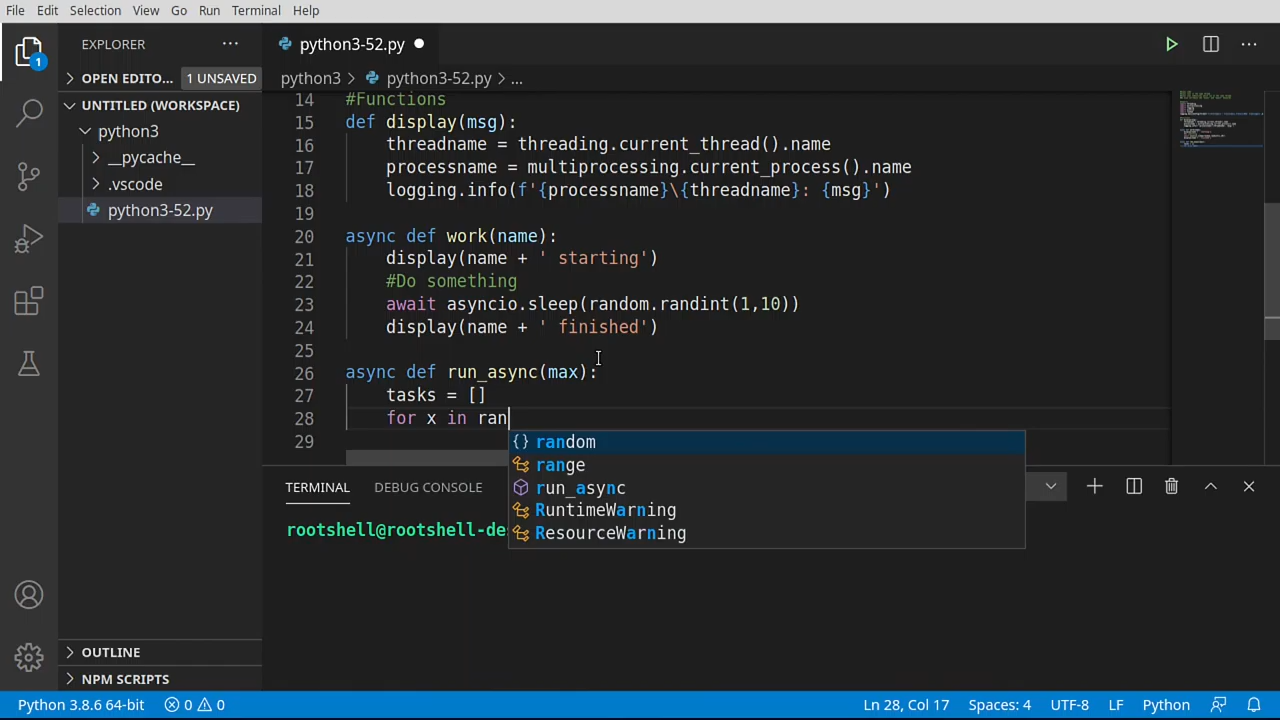 File Edit Selection View Go Run Terminal Help
1
EXPLORER ···
python3-52.py
OPEN EDITO... 1 UNSAVED
python3 > python3-52.py > ...
UNTITLED (WORKSPACE)
python3
__pycache__
.vscode
python3-52.py
14 #Functions
15 def display(msg):
16 threadname = threading.current_thread().name
17 processname = multiprocessing.current_process().name
18 logging.info(f'{processname}\{threadname}: {msg}')
19
20 async def work(name):
21 display(name + ' starting')
22 #Do something
23 await asyncio.sleep(random.randint(1,10))
24 display(name + ' finished')
25
26 async def run_async(max):
27 tasks = []
28 for x in ran
29
random
range
run_async
RuntimeWarning
ResourceWarning
TERMINAL DEBUG CONSOLE
rootshell@rootshell-de
OUTLINE
NPM SCRIPTS
Python 3.8.6 64-bit 0 0 Ln 28, Col 17 Spaces: 4 UTF-8 LF Python